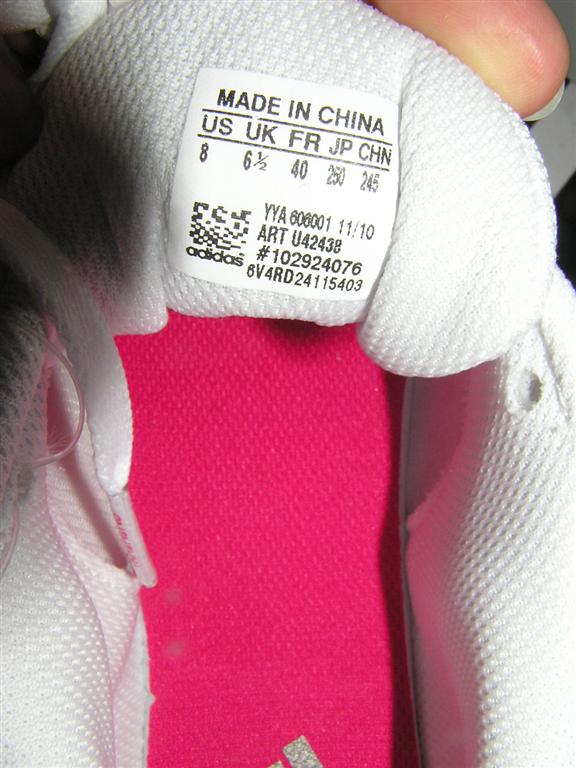 MADE IN CHINA
US UK FR JP CHN
8 6½ 40 250 245
YYA 606001 11/10
ART U42438
adidas #102924076
6V4RD24115403